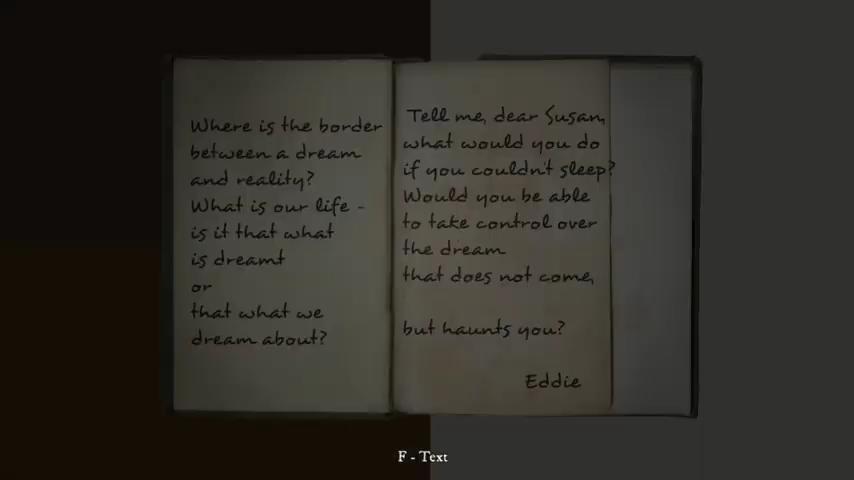 Where is the border
between a dream
and reality?
What is our life -
is it that what
is dreamt
or
that what we
dream about?
Tell me, dear Susan,
what would you do
if you couldn't sleep?
Would you be able
to take control over
the dream
that does not come,
but haunts you?
Eddie
F - Text